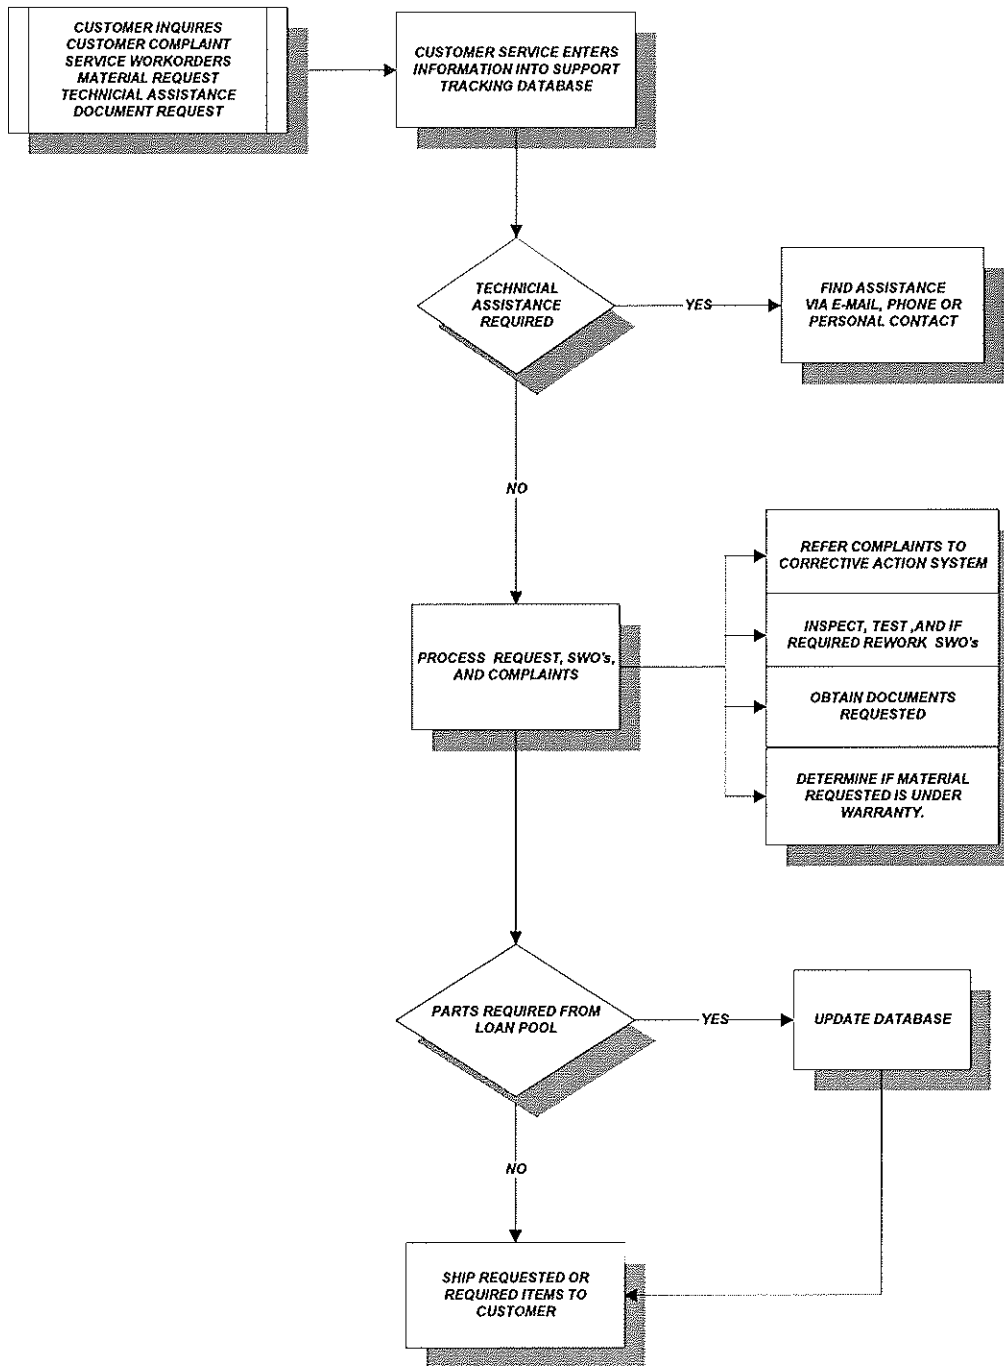 CUSTOMER INQUIRES
CUSTOMER COMPLAINT
SERVICE WORKORDERS
MATERIAL REQUEST
TECHNICIAL ASSISTANCE
DOCUMENT REQUEST
CUSTOMER SERVICE ENTERS
INFORMATION INTO SUPPORT
TRACKING DATABASE
TECHNICIAL
ASSISTANCE
REQUIRED
YES
FIND ASSISTANCE
VIA E-MAIL, PHONE OR
PERSONAL CONTACT
NO
PROCESS REQUEST, SWO's,
AND COMPLAINTS
REFER COMPLAINTS TO
CORRECTIVE ACTION SYSTEM
INSPECT, TEST ,AND IF
REQUIRED REWORK SWO's
OBTAIN DOCUMENTS
REQUESTED
DETERMINE IF MATERIAL
REQUESTED IS UNDER
WARRANTY.
PARTS REQUIRED FROM
LOAN POOL
YES
UPDATE DATABASE
NO
SHIP REQUESTED OR
REQUIRED ITEMS TO
CUSTOMER